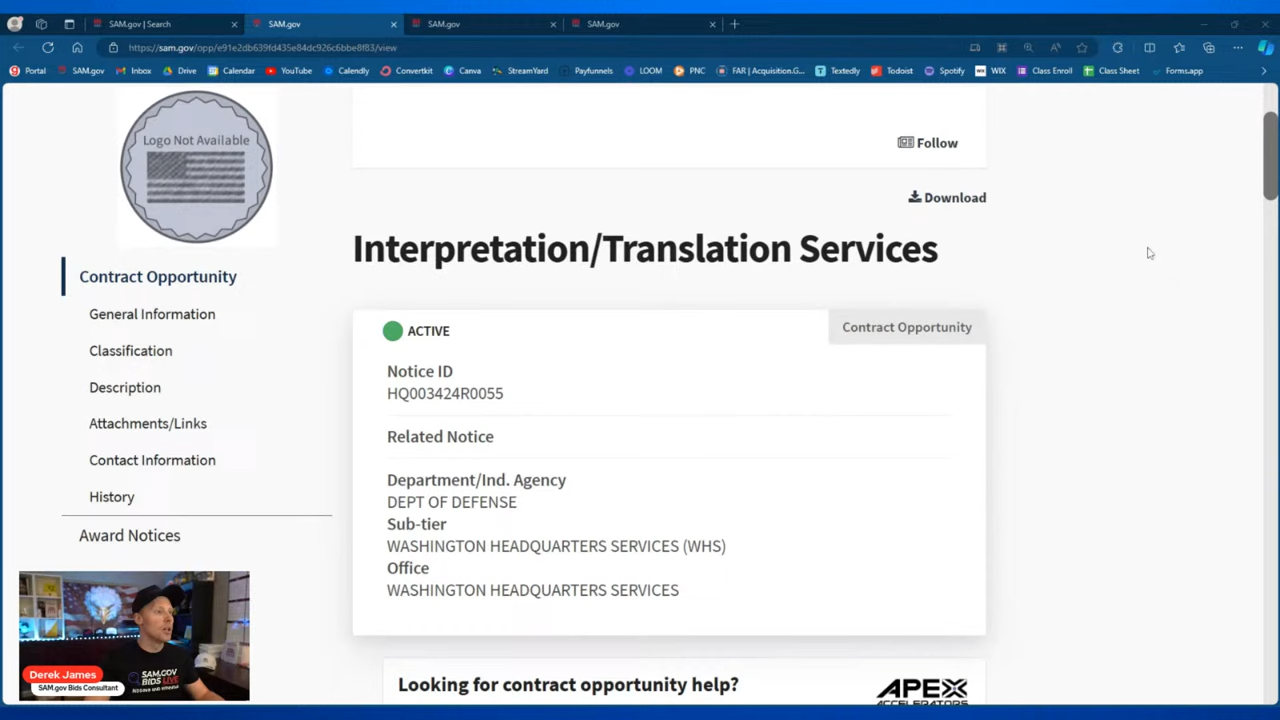 SAM.gov | Search
SAM.gov
SAM.gov
SAM.gov
https://sam.gov/opp/e91e2db639fd435e84dc926c6bbe8f83/view
Portal
SAM.gov
Inbox
Drive
Calendar
YouTube
Calendly
Convertkit
Canva
StreamYard
Payfunnels
LOOM
PNC
FAR | Acquisition.G...
Textedly
Todoist
Spotify
WIX
Class Enroll
Class Sheet
Forms.app
Logo Not Available
Follow
Download
Interpretation/Translation Services
Contract Opportunity
General Information
Classification
Description
Attachments/Links
Contact Information
History
Award Notices
ACTIVE
Contract Opportunity
Notice ID
HQ003424R0055
Related Notice
Department/Ind. Agency
DEPT OF DEFENSE
Sub-tier
WASHINGTON HEADQUARTERS SERVICES (WHS)
Office
WASHINGTON HEADQUARTERS SERVICES
Looking for contract opportunity help?
APEX
ACCELERATORS
SAM.GOV
BIDS LIVE
Derek James
SAM.gov Bids Consultant